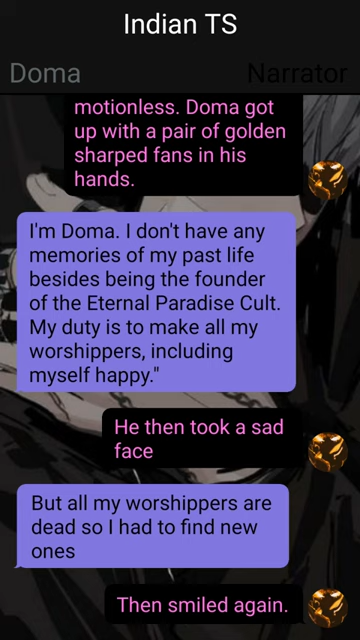 Indian TS
Doma
Narrator
motionless. Doma got
up with a pair of golden
sharped fans in his
hands.
I'm Doma. I don't have any
memories of my past life
besides being the founder
of the Eternal Paradise Cult.
My duty is to make all my
worshippers, including
myself happy."
He then took a sad
face
But all my worshippers are
dead so I had to find new
ones
Then smiled again.